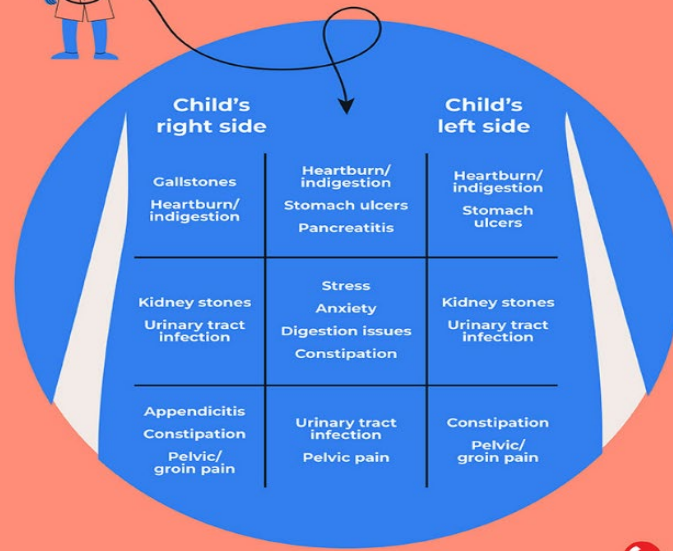 Child's
right side
Child's
left side
Gallstones
Heartburn/
indigestion
Heartburn/
indigestion
Stomach ulcers
Pancreatitis
Heartburn/
indigestion
Stomach
ulcers
Kidney stones
Urinary tract
infection
Stress
Anxiety
Digestion issues
Constipation
Kidney stones
Urinary tract
infection
Appendicitis
Constipation
Pelvic/
groin pain
Urinary tract
infection
Pelvic pain
Constipation
Pelvic/
groin pain